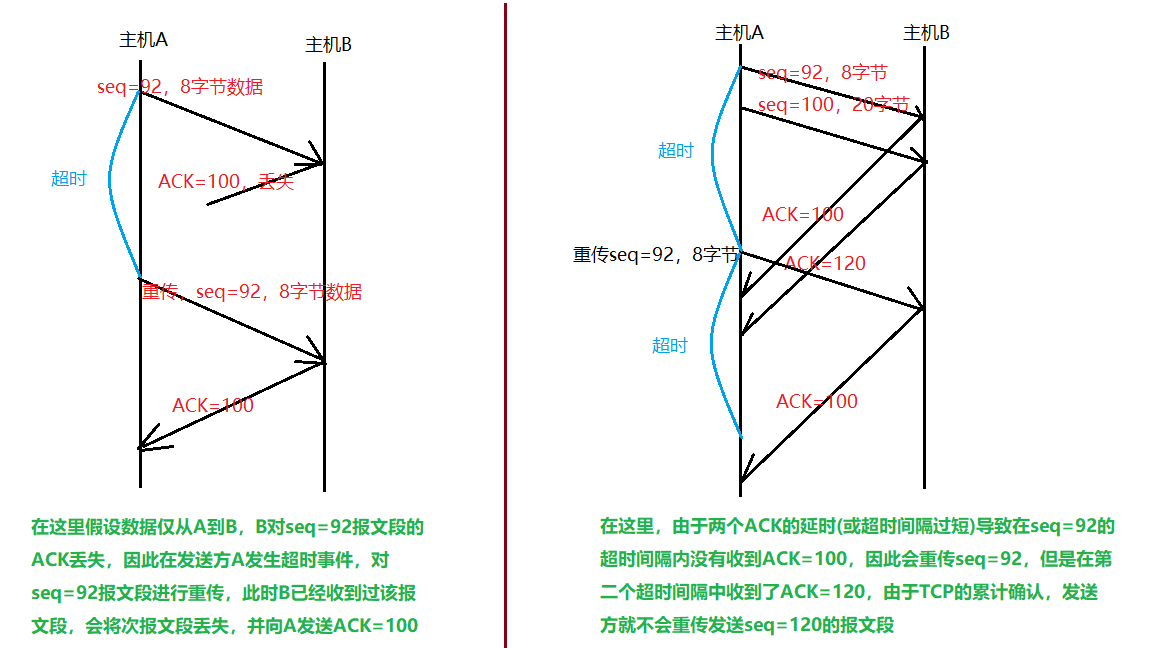 主机A
主机B
seq=92，8字节数据
超时
ACK=100，丢失
重传，seq=92，8字节数据
ACK=100
在这里假设数据仅从A到B，B对seq=92报文段的
ACK丢失，因此在发送方A发生超时事件，对
seq=92报文段进行重传，此时B已经收到过该报
文段，会将次报文段丢失，并向A发送ACK=100
主机A
主机B
seq=92，8字节
seq=100，20字节
超时
ACK=100
重传seq=92，8字节
ACK=120
超时
ACK=100
在这里，由于两个ACK的延时(或超时间隔过短)导致在seq=92的
超时间隔内没有收到ACK=100，因此会重传seq=92，但是在第
二个超时间隔中收到了ACK=120，由于TCP的累计确认，发送
方就不会重传发送seq=120的报文段